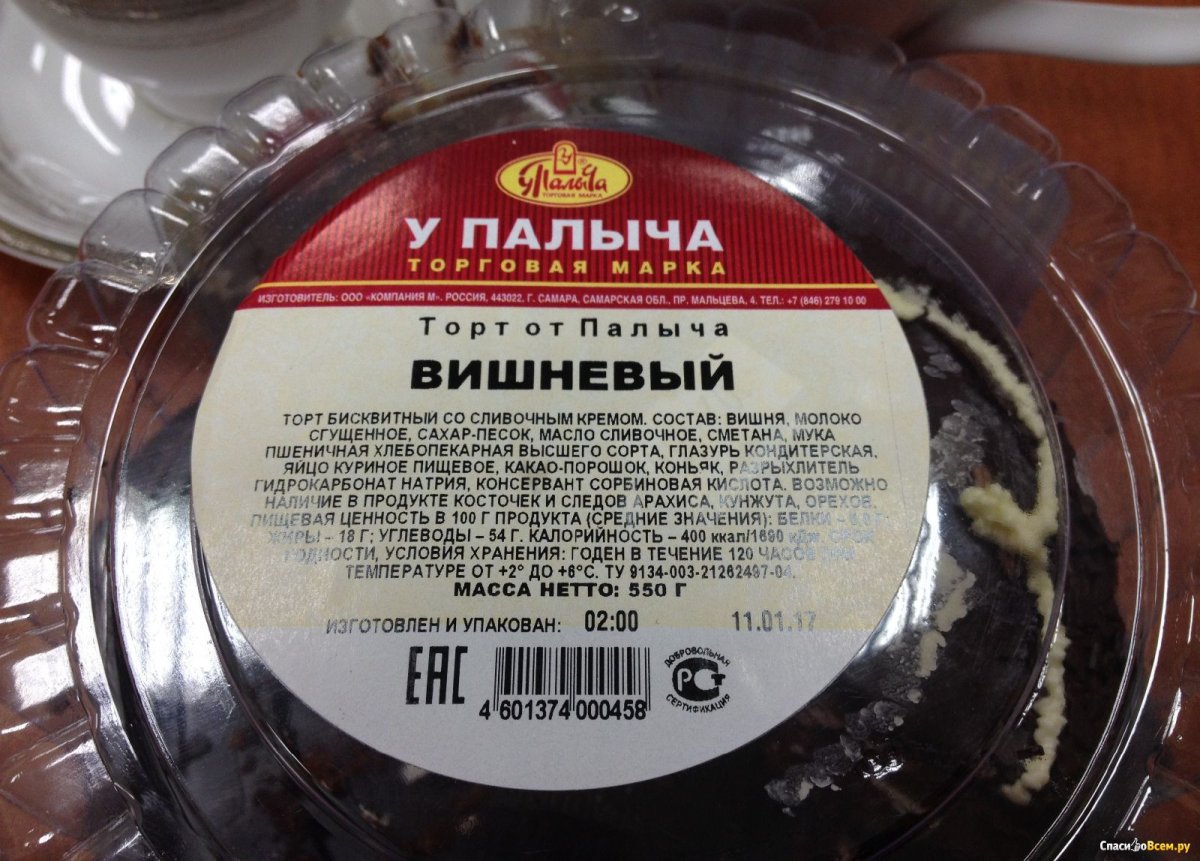 У ПАЛЫЧА
ТОРГОВАЯ МАРКА
У ПАЛЫЧА
ТОРГОВАЯ МАРКА
ИЗГОТОВИТЕЛЬ: ООО «КОМПАНИЯ М». РОССИЯ, 443022, Г. САМАРА, САМАРСКАЯ ОБЛ., ПР. МАЛЬЦЕВА, 4. ТЕЛ.: +7 (846) 279 10 00
Торт от Палыча
ВИШНЕВЫЙ
ТОРТ БИСКВИТНЫЙ СО СЛИВОЧНЫМ КРЕМОМ. СОСТАВ: ВИШНЯ, МОЛОКО
СГУЩЕННОЕ, САХАР-ПЕСОК, МАСЛО СЛИВОЧНОЕ, СМЕТАНА, МУКА
ПШЕНИЧНАЯ ХЛЕБОПЕКАРНАЯ ВЫСШЕГО СОРТА, ГЛАЗУРЬ КОНДИТЕРСКАЯ,
ЯЙЦО КУРИНОЕ ПИЩЕВОЕ, КАКАО-ПОРОШОК, КОНЬЯК, РАЗРЫХЛИТЕЛЬ
ГИДРОКАРБОНАТ НАТРИЯ, КОНСЕРВАНТ СОРБИНОВАЯ КИСЛОТА. ВОЗМОЖНО
НАЛИЧИЕ В ПРОДУКТЕ КОСТОЧЕК И СЛЕДОВ АРАХИСА, КУНЖУТА, ОРЕХОВ.
ПИЩЕВАЯ ЦЕННОСТЬ В 100 Г ПРОДУКТА (СРЕДНИЕ ЗНАЧЕНИЯ): БЕЛКИ –
ЖИРЫ – 18 Г; УГЛЕВОДЫ – 54 Г. КАЛОРИЙНОСТЬ – 400 ккал/1690 кДж. СРОК
ГОДНОСТИ, УСЛОВИЯ ХРАНЕНИЯ: ГОДЕН В ТЕЧЕНИЕ 120 ЧАСОВ ПРИ
ТЕМПЕРАТУРЕ ОТ +2° ДО +6°С. ТУ 9134-003-21262497-04.
МАССА НЕТТО: 550 Г
ИЗГОТОВЛЕН И УПАКОВАН: 02:00 11.01.17
ЕАС
ДОБРОВОЛЬНАЯ
РСТ
СЕРТИФИКАЦИЯ
4 601374 000458
СпасибоВсем.ру